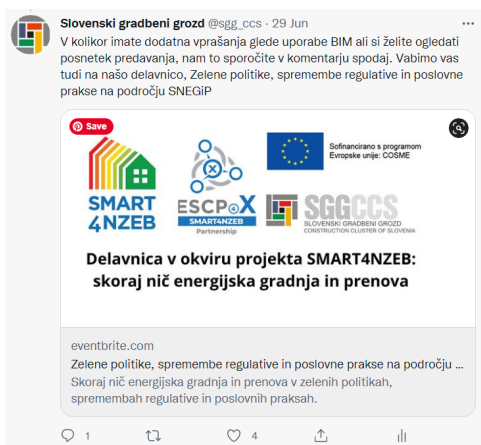 Slovenski gradbeni grozd @sgg_ccs · 29 Jun
V kolikor imate dodatna vprašanja glede uporabe BIM ali si želite ogledati
posnetek predavanja, nam to sporočite v komentarju spodaj. Vabimo vas
tudi na našo delavnico, Zelene politike, spremembe regulative in poslovne
prakse na področju SNEGiP
Save
Sofinancirano s programom
Evropske unije: COSME
SMART
4NZEB
ESCP4X
SMART4NZEB
Partnership
SGGCCS
SLOVENSKI GRADBENI GROZD
CONSTRUCTION CLUSTER OF SLOVENIA
Delavnica v okviru projekta SMART4NZEB:
skoraj nič energijska gradnja in prenova
eventbrite.com
Zelene politike, spremembe regulative in poslovne prakse na področju ...
Skoraj nič energijska gradnja in prenova v zelenih politikah,
spremembah regulative in poslovnih praksah.
1 4